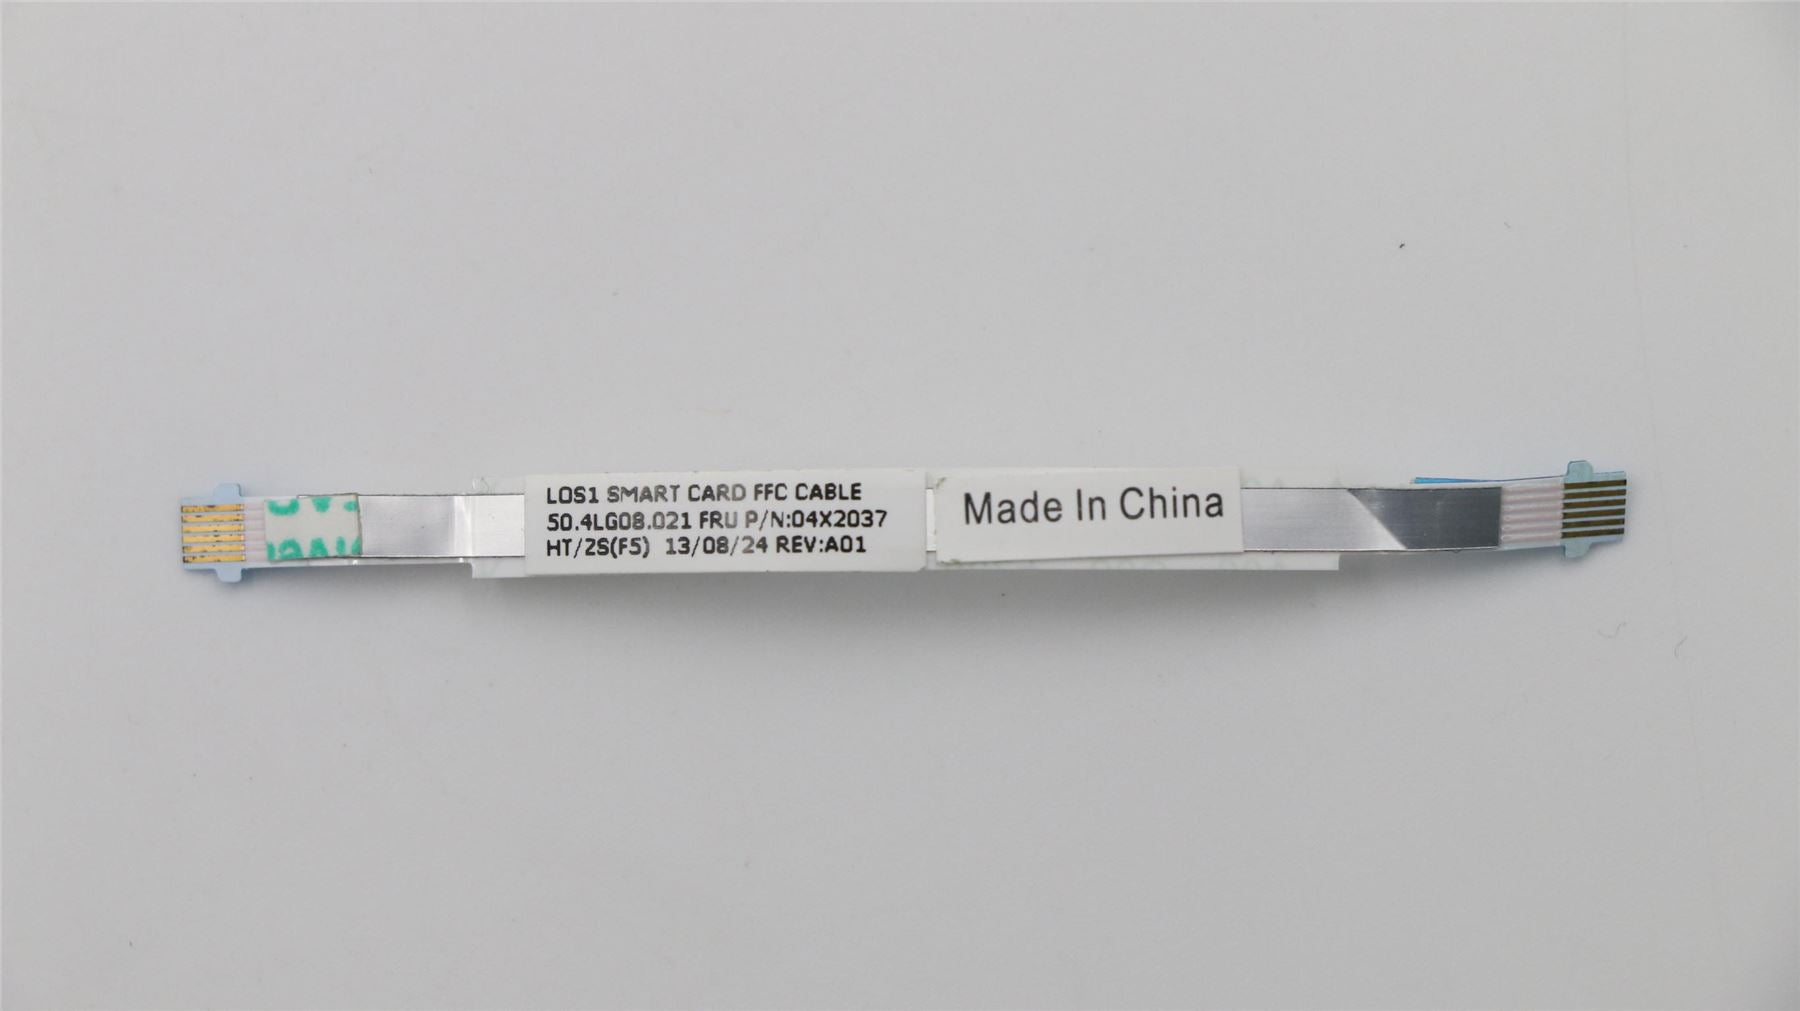 LOS1 SMART CARD FFC CABLE
50.4LG08.021 FRU P/N:04X2037
HT/ZS(F5) 13/08/24 REV:A01
Made In China